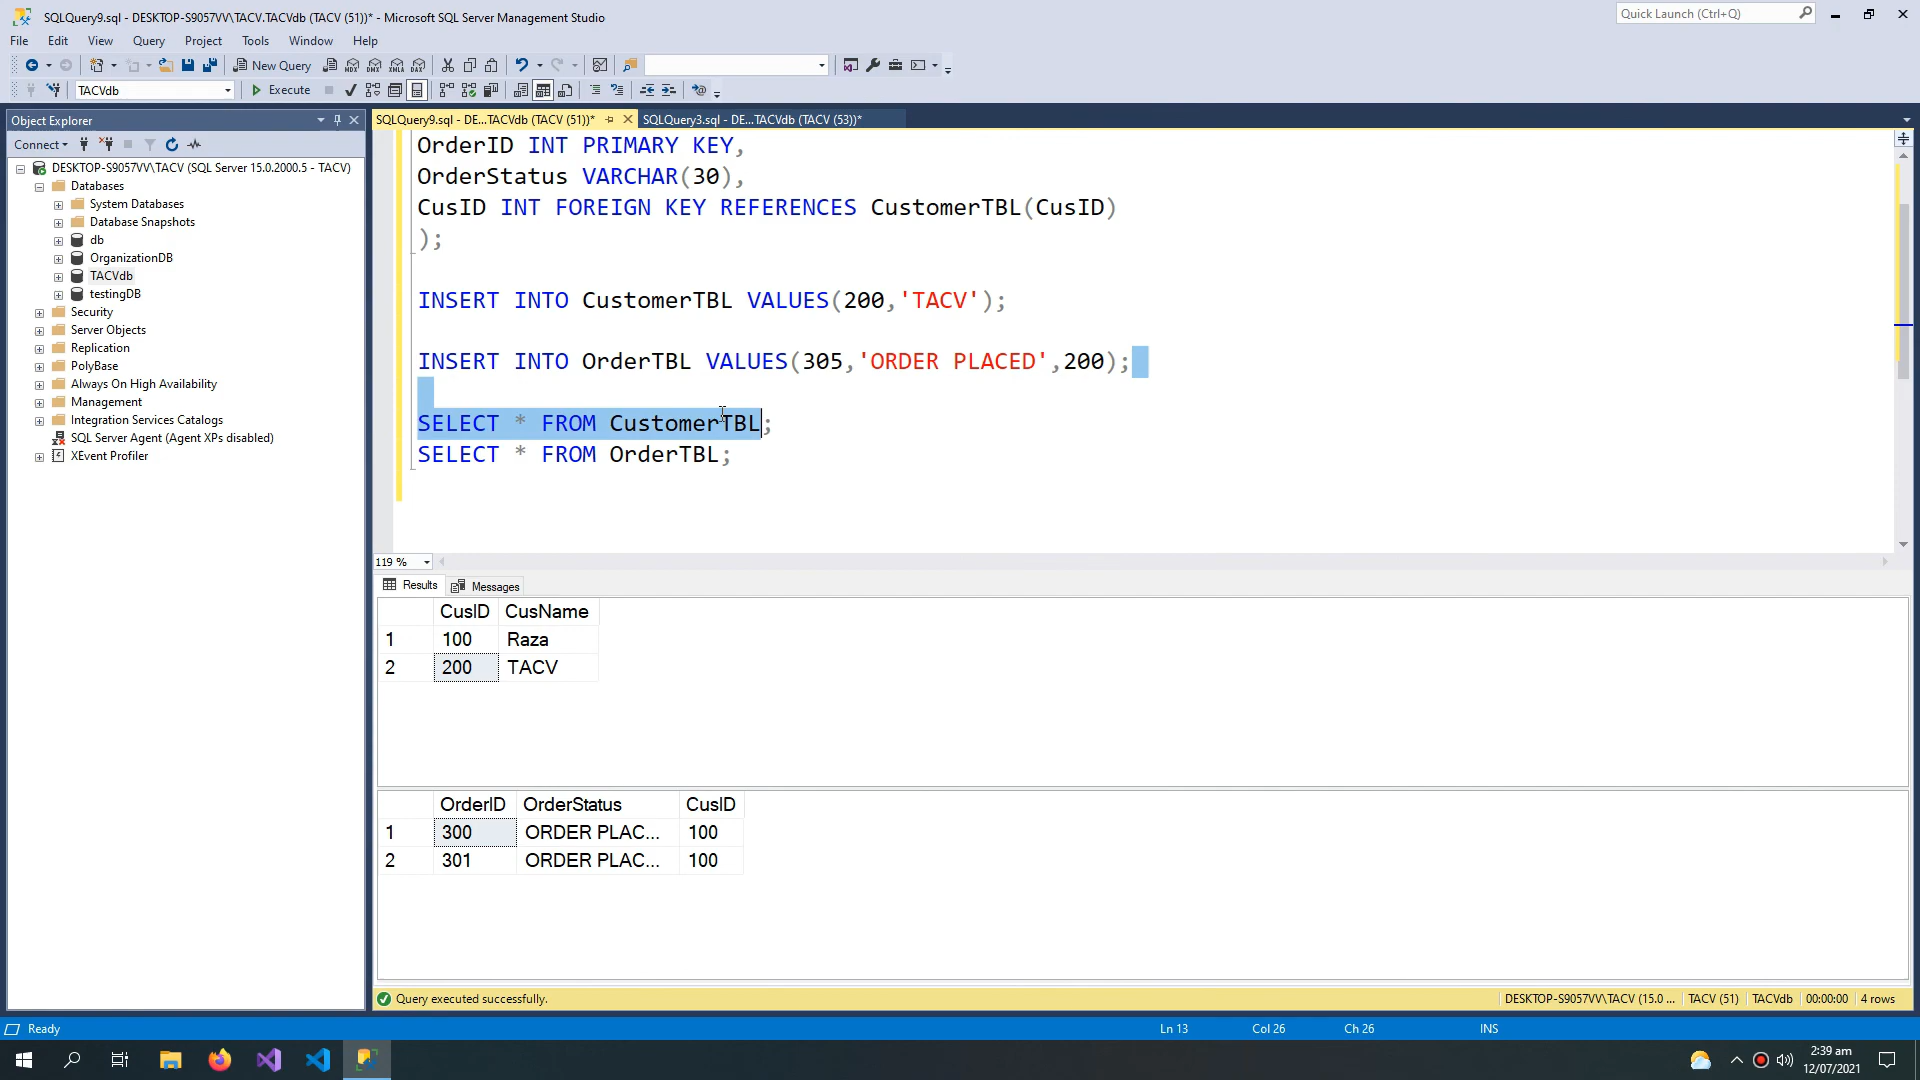 SQLQuery9.sql - DESKTOP-S9057VV\TACV.TACVdb (TACV (51))* - Microsoft SQL Server Management Studio
Quick Launch (Ctrl+Q)
File Edit View Query Project Tools Window Help
New Query
TACVdb
Execute
Object Explorer
Connect
DESKTOP-S9057VV\TACV (SQL Server 15.0.2000.5 - TACV)
Databases
System Databases
Database Snapshots
db
OrganizationDB
TACVdb
testingDB
Security
Server Objects
Replication
PolyBase
Always On High Availability
Management
Integration Services Catalogs
SQL Server Agent (Agent XPs disabled)
XEvent Profiler
SQLQuery9.sql - DE...TACVdb (TACV (51))*
SQLQuery3.sql - DE...TACVdb (TACV (53))*
OrderID INT PRIMARY KEY,
OrderStatus VARCHAR(30),
CusID INT FOREIGN KEY REFERENCES CustomerTBL(CusID)
);
INSERT INTO CustomerTBL VALUES(200,'TACV');
INSERT INTO OrderTBL VALUES(305,'ORDER PLACED',200);
SELECT * FROM CustomerTBL;
SELECT * FROM OrderTBL;
119 %
Results Messages
CusID CusName
1 100 Raza
2 200 TACV
OrderID OrderStatus CusID
1 300 ORDER PLAC... 100
2 301 ORDER PLAC... 100
Query executed successfully.
DESKTOP-S9057VV\TACV (15.0 ... TACV (51) TACVdb 00:00:00 4 rows
Ready
Ln 13 Col 26 Ch 26 INS
2:39 am
12/07/2021